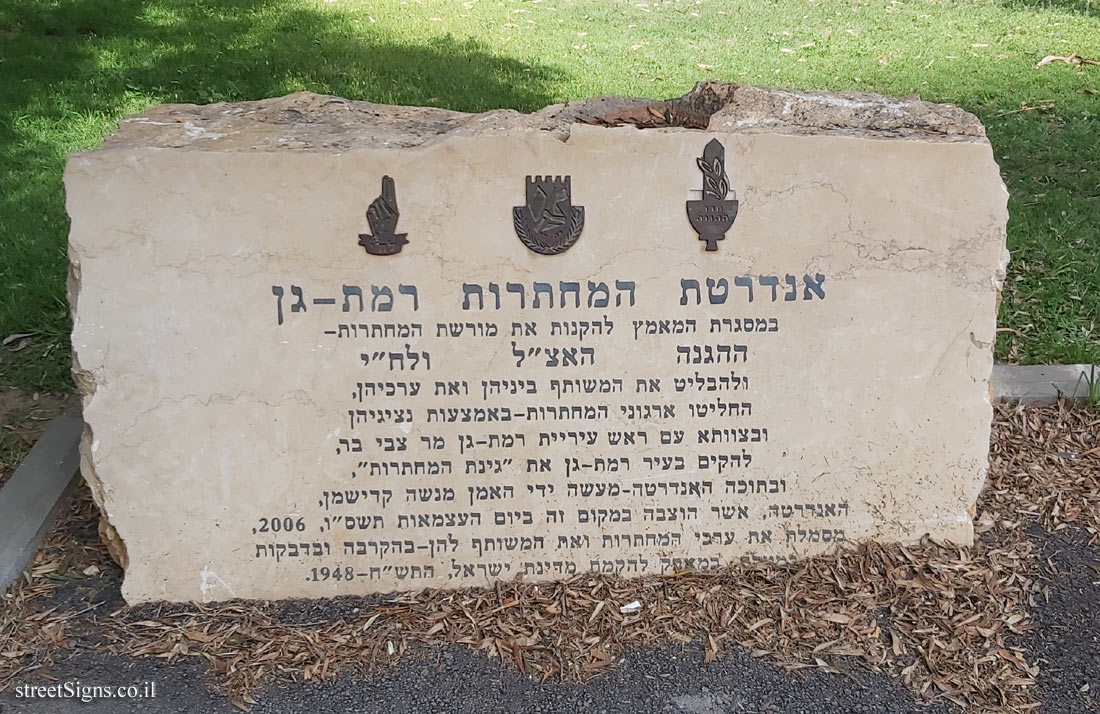 אנדרטת המחתרות רמת-גן
במסגרת המאמץ להקנות את מורשת המחתרות-
ההגנה האצ"ל ולח"י
ולהבליט את המשותף ביניהן ואת ערכיהן,
החליטו ארגוני המחתרות-באמצעות נציגיהן
ובצוותא עם ראש עיריית רמת-גן מר צבי בר,
להקים בעיר רמת-גן את "גינת המחתרות",
ובתוכה האנדרטה-מעשה ידי האמן מנשה קדישמן,
האנדרטה, אשר הוצבה במקום זה ביום העצמאות תשס"ו, 2006,
מסמלת את ערכי המחתרות ואת המשותף להן-בהקרבה ובדבקות
במאבק להקמת מדינת ישראל, התש"ח-1948.
streetSigns.co.il